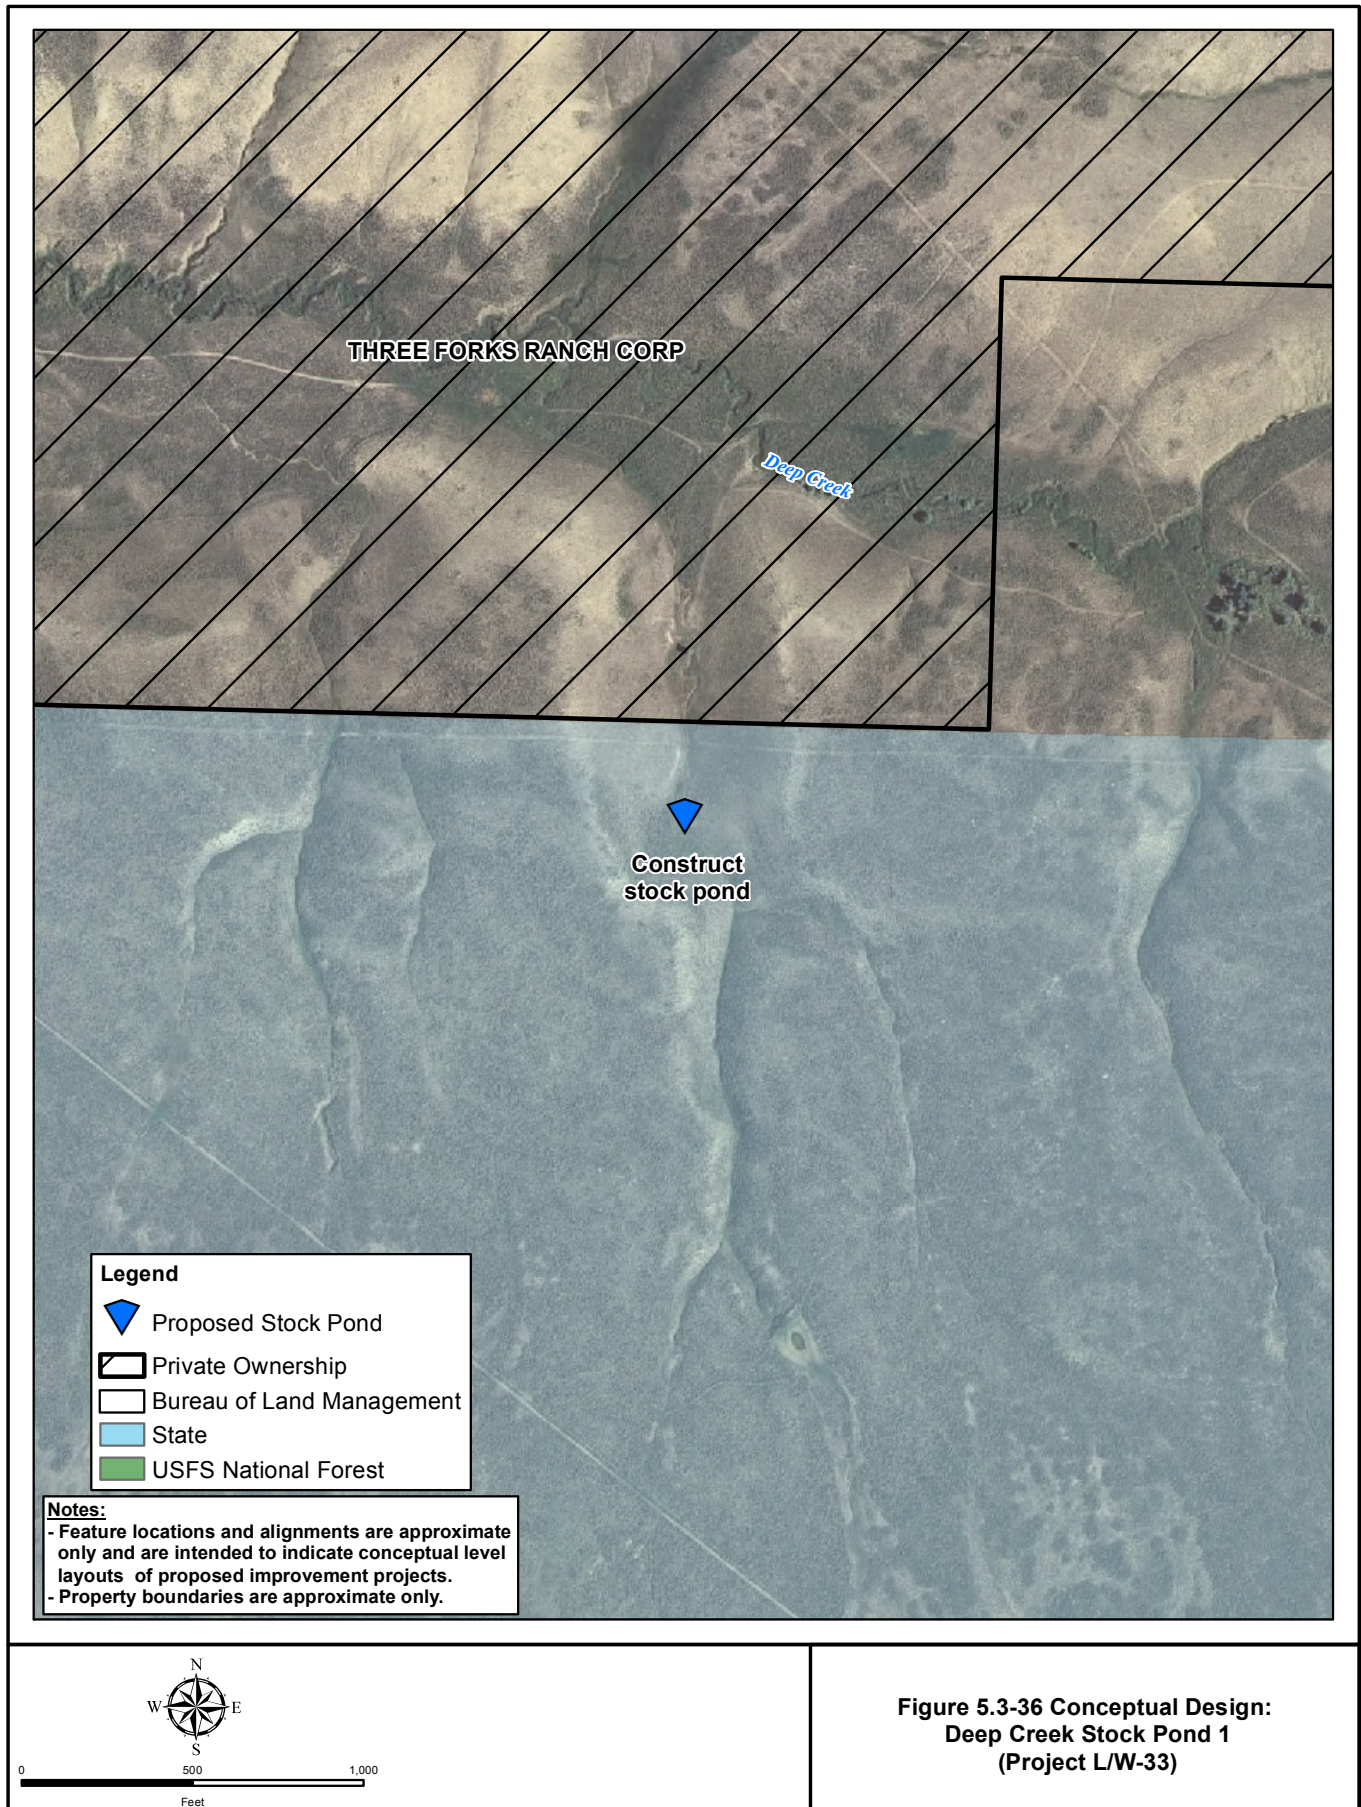 THREE FORKS RANCH CORP
Deep Creek
Construct
stock pond
Legend
Proposed Stock Pond
Private Ownership
Bureau of Land Management
State
USFS National Forest
Notes:
- Feature locations and alignments are approximate
only and are intended to indicate conceptual level
layouts of proposed improvement projects.
- Property boundaries are approximate only.
N
W E
S
0 500 1,000
Feet
Figure 5.3-36 Conceptual Design:
Deep Creek Stock Pond 1
(Project L/W-33)